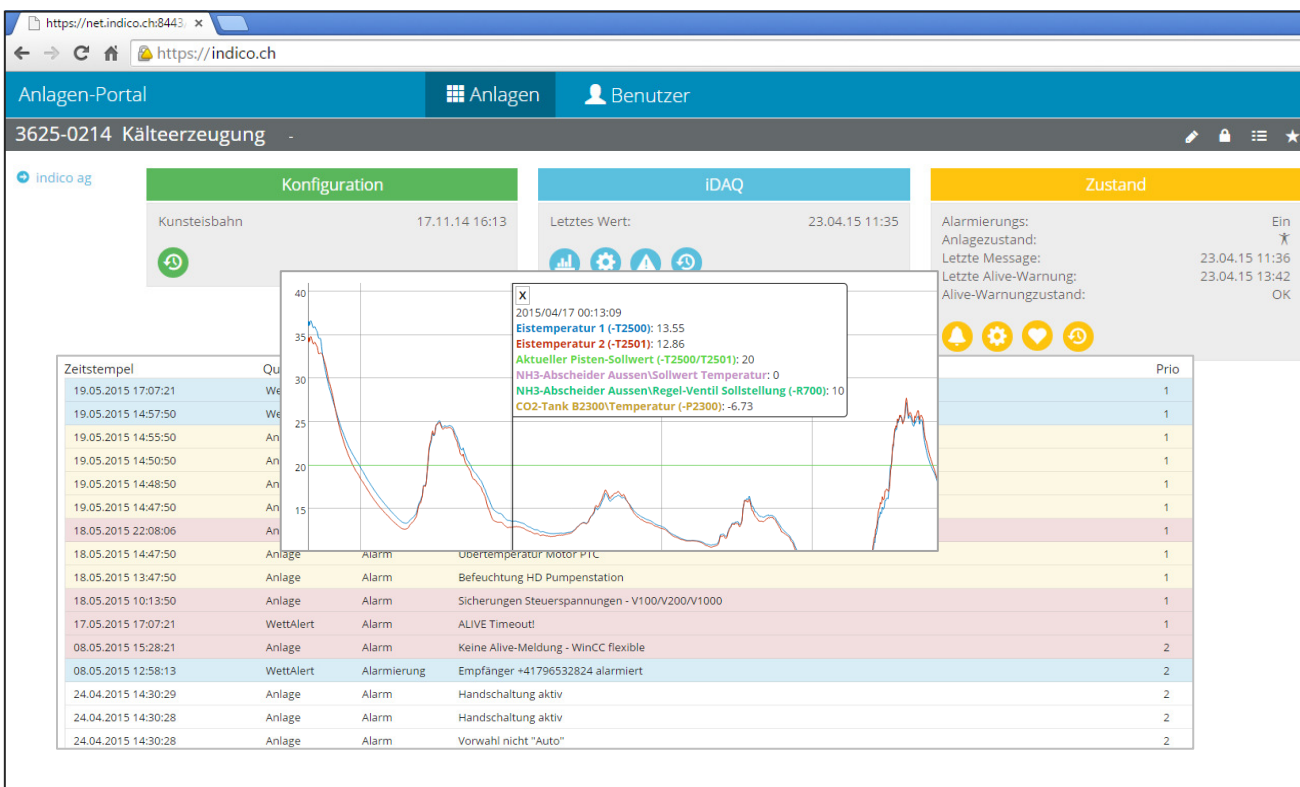 https://net.indico.ch:8443/ ×
https://indico.ch
Anlagen-Portal Anlagen Benutzer
3625-0214 Kälteerzeugung -
indico ag
Konfiguration
Kunsteisbahn 17.11.14 16:13
iDAQ
Letztes Wert: 23.04.15 11:35
Zustand
Alarmierungs: Ein
Anlagezustand:
Letzte Message: 23.04.15 11:36
Letzte Alive-Warnung: 23.04.15 13:42
Alive-Warnungzustand: OK
40
35
30
25
20
15
X
2015/04/17 00:13:09
Eistemperatur 1 (-T2500): 13.55
Eistemperatur 2 (-T2501): 12.86
Aktueller Pisten-Sollwert (-T2500/T2501): 20
NH3-Abscheider Aussen\Sollwert Temperatur: 0
NH3-Abscheider Aussen\Regel-Ventil Sollstellung (-R700): 10
CO2-Tank B2300\Temperatur (-P2300): -6.73
Zeitstempel Qu Prio
19.05.2015 17:07:21 We 1
19.05.2015 14:57:50 We 1
19.05.2015 14:55:50 An 1
19.05.2015 14:50:50 An 1
19.05.2015 14:48:50 An 1
19.05.2015 14:47:50 An 1
18.05.2015 22:08:06 An 1
18.05.2015 14:47:50 Anlage Alarm Übertemperatur Motor PTC 1
18.05.2015 13:47:50 Anlage Alarm Befeuchtung HD Pumpenstation 1
18.05.2015 10:13:50 Anlage Alarm Sicherungen Steuerspannungen - V100/V200/V1000 1
17.05.2015 17:07:21 WettAlert Alarm ALIVE Timeout! 1
08.05.2015 15:28:21 Anlage Alarm Keine Alive-Meldung - WinCC flexible 2
08.05.2015 12:58:13 WettAlert Alarmierung Empfänger +41796532824 alarmiert 2
24.04.2015 14:30:29 Anlage Alarm Handschaltung aktiv 2
24.04.2015 14:30:28 Anlage Alarm Handschaltung aktiv 2
24.04.2015 14:30:28 Anlage Alarm Vorwahl nicht "Auto" 2